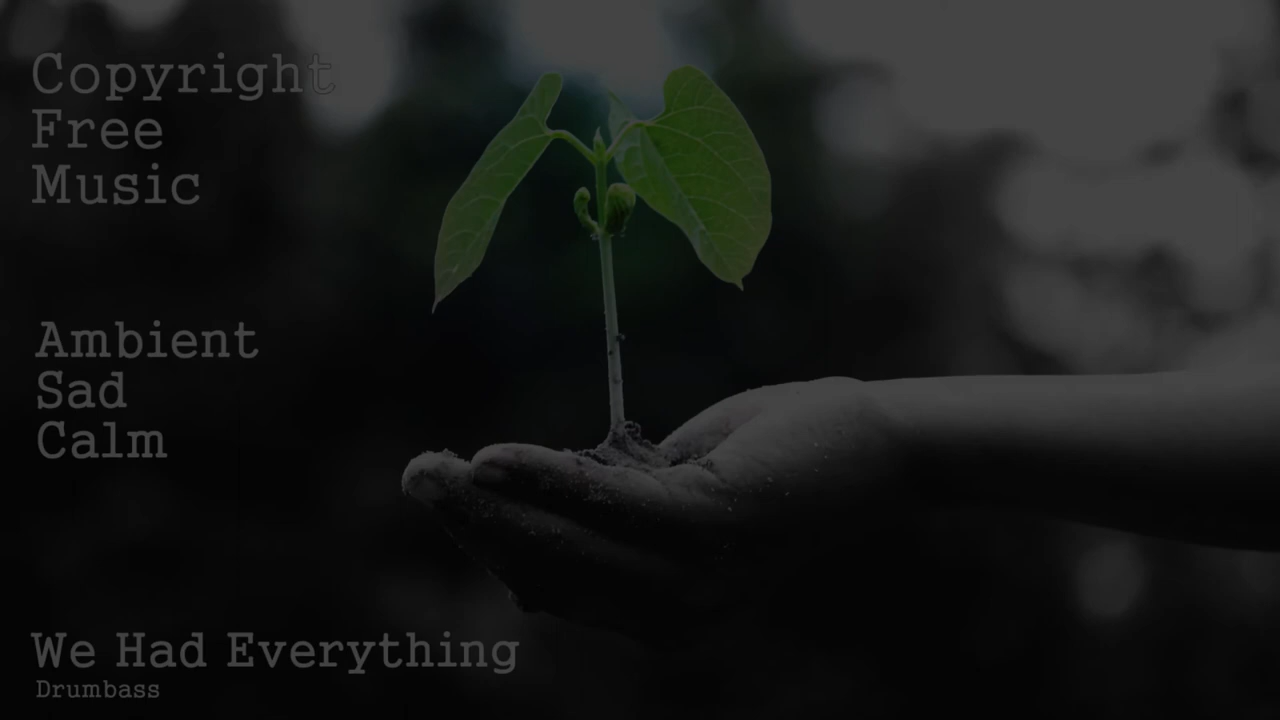 Copyright
Free
Music
Ambient
Sad
Calm
We Had Everything
Drumbass